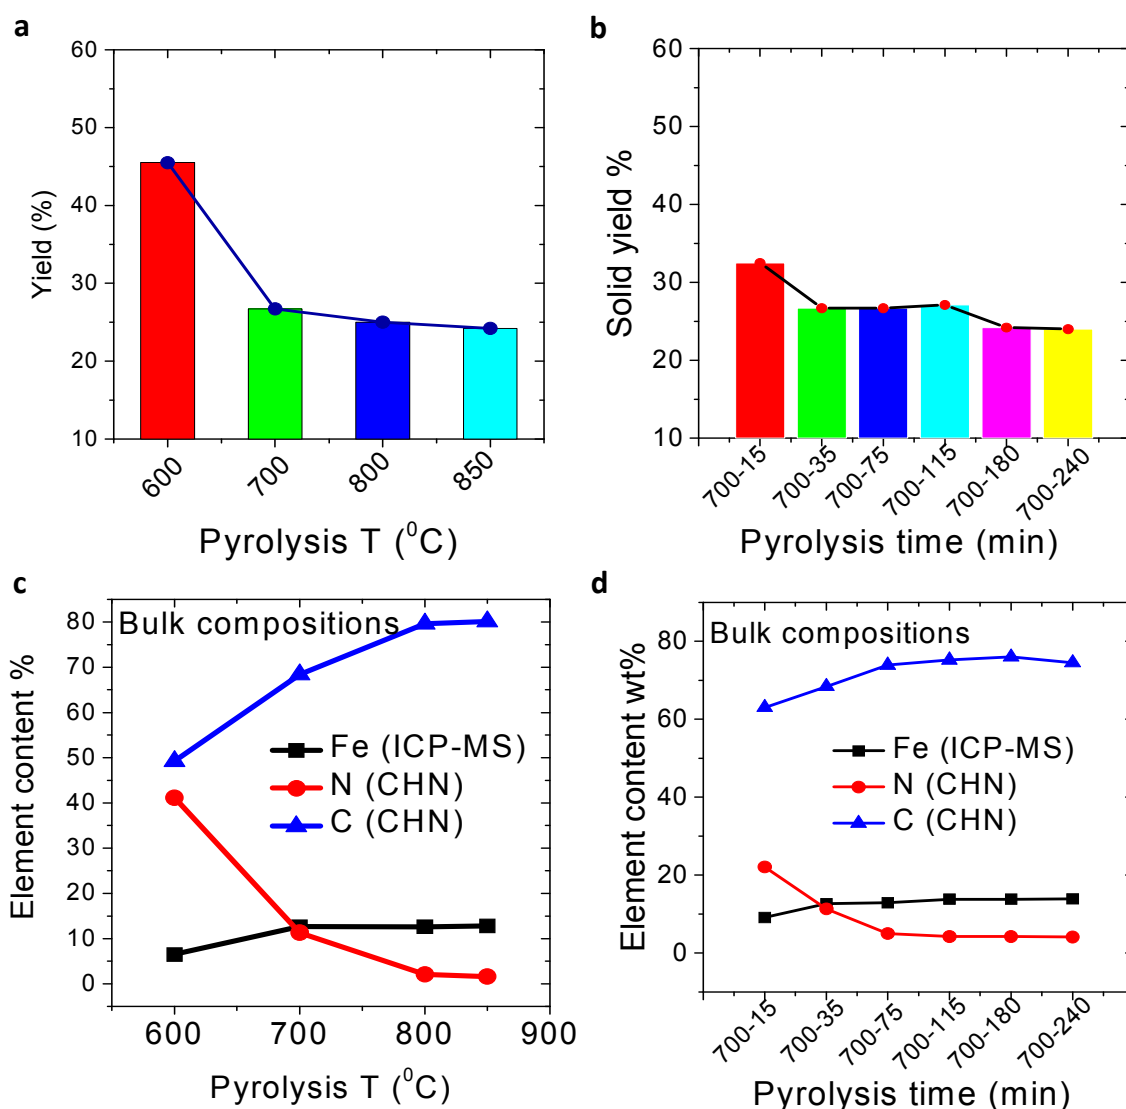 a
60
50
40
30
20
10
Yield (%)
600
700
800
850
Pyrolysis T (⁰C)
b
60
50
40
30
20
10
Solid yield %
700-15
700-35
700-75
700-115
700-180
700-240
Pyrolysis time (min)
c
Bulk compositions
80
70
60
50
40
30
20
10
0
Element content %
Fe (ICP-MS)
N (CHN)
C (CHN)
600
700
800
900
Pyrolysis T (⁰C)
d
Bulk compositions
80
60
40
20
0
Element content wt%
Fe (ICP-MS)
N (CHN)
C (CHN)
700-15
700-35
700-75
700-115
700-180
700-240
Pyrolysis time (min)